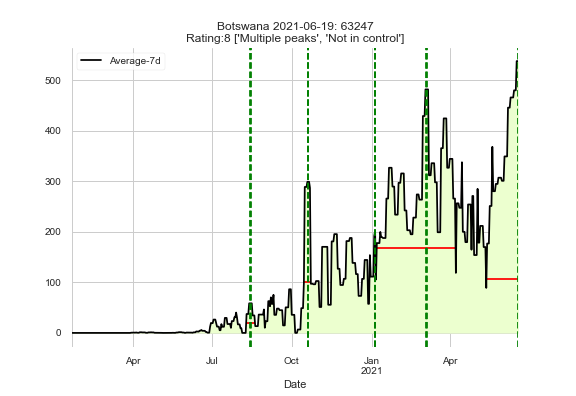 Botswana 2021-06-19: 63247
Rating:8 ['Multiple peaks', 'Not in control']
Average-7d
500
400
300
200
100
0
Apr Jul Oct Jan Apr
2021
Date